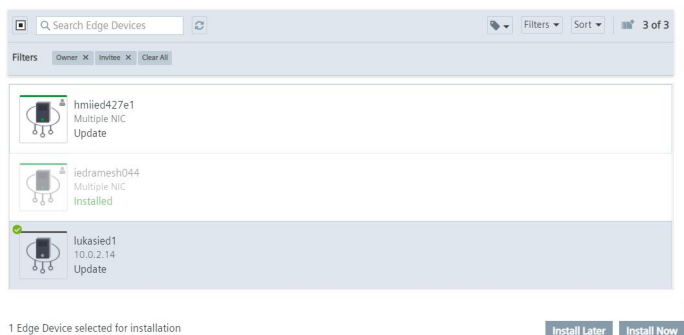 Search Edge Devices
Filters
Sort
3 of 3
Filters
Owner
Invitee
Clear All
hmiied427e1
Multiple NIC
Update
iedramesh044
Multiple NIC
Installed
lukasied1
10.0.2.14
Update
1 Edge Device selected for installation
Install Later
Install Now